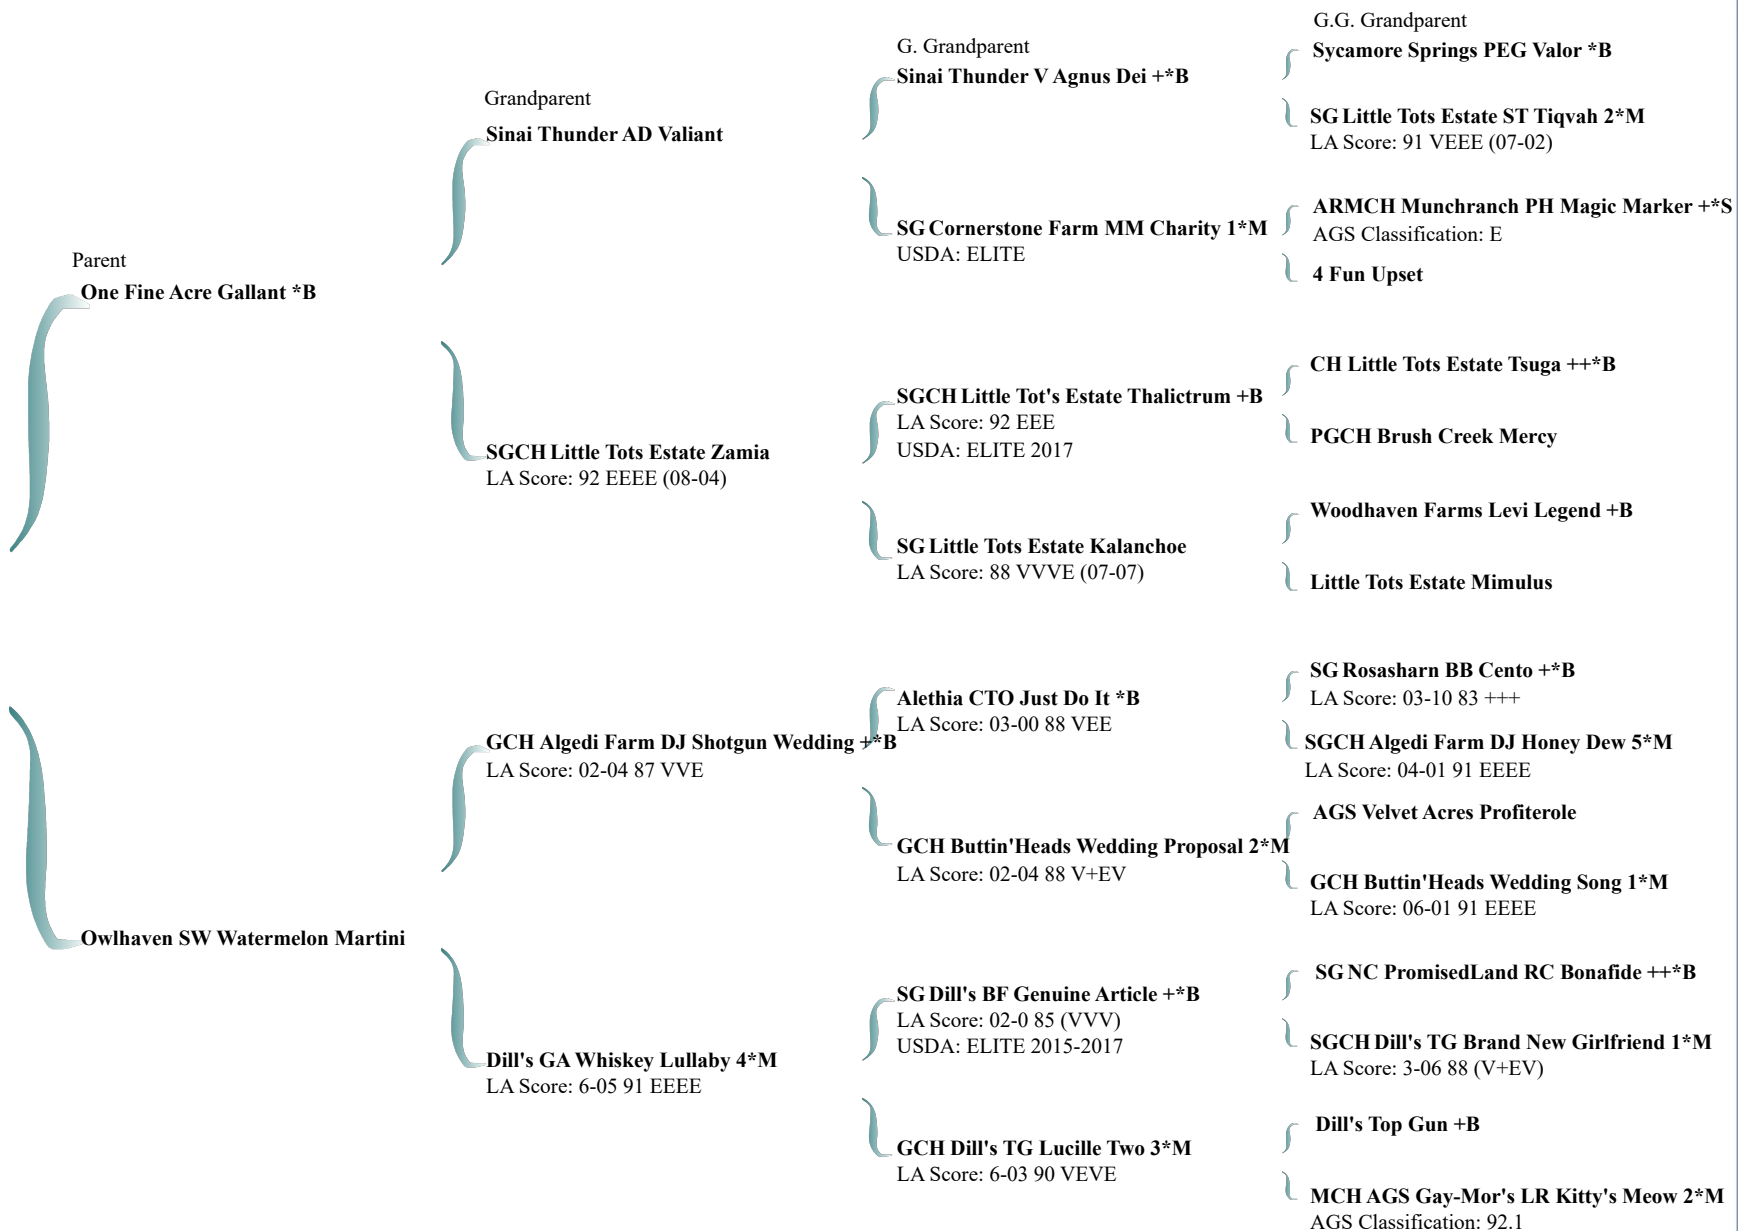 Parent
One Fine Acre Gallant *B
Owlhaven SW Watermelon Martini
Grandparent
Sinai Thunder AD Valiant
SGCH Little Tots Estate Zamia
LA Score: 92 EEEE (08-04)
GCH Algedi Farm DJ Shotgun Wedding +*B
LA Score: 02-04 87 VVE
Dill's GA Whiskey Lullaby 4*M
LA Score: 6-05 91 EEEE
G. Grandparent
Sinai Thunder V Agnus Dei +*B
SG Cornerstone Farm MM Charity 1*M
USDA: ELITE
SGCH Little Tot's Estate Thalictrum +B
LA Score: 92 EEE
USDA: ELITE 2017
SG Little Tots Estate Kalanchoe
LA Score: 88 VVVE (07-07)
Alethia CTO Just Do It *B
LA Score: 03-00 88 VEE
GCH Buttin'Heads Wedding Proposal 2*M
LA Score: 02-04 88 V+EV
SG Dill's BF Genuine Article +*B
LA Score: 02-0 85 (VVV)
USDA: ELITE 2015-2017
GCH Dill's TG Lucille Two 3*M
LA Score: 6-03 90 VEVE
G.G. Grandparent
Sycamore Springs PEG Valor *B
SG Little Tots Estate ST Tiqvah 2*M
LA Score: 91 VEEE (07-02)
ARMCH Munchranch PH Magic Marker +*S
AGS Classification: E
4 Fun Upset
CH Little Tots Estate Tsuga ++*B
PGCH Brush Creek Mercy
Woodhaven Farms Levi Legend +B
Little Tots Estate Mimulus
SG Rosasharn BB Cento +*B
LA Score: 03-10 83 +++
SGCH Algedi Farm DJ Honey Dew 5*M
LA Score: 04-01 91 EEEE
AGS Velvet Acres Profiterole
GCH Buttin'Heads Wedding Song 1*M
LA Score: 06-01 91 EEEE
SG NC PromisedLand RC Bonafide ++*B
SGCH Dill's TG Brand New Girlfriend 1*M
LA Score: 3-06 88 (V+EV)
Dill's Top Gun +B
MCH AGS Gay-Mor's LR Kitty's Meow 2*M
AGS Classification: 92.1